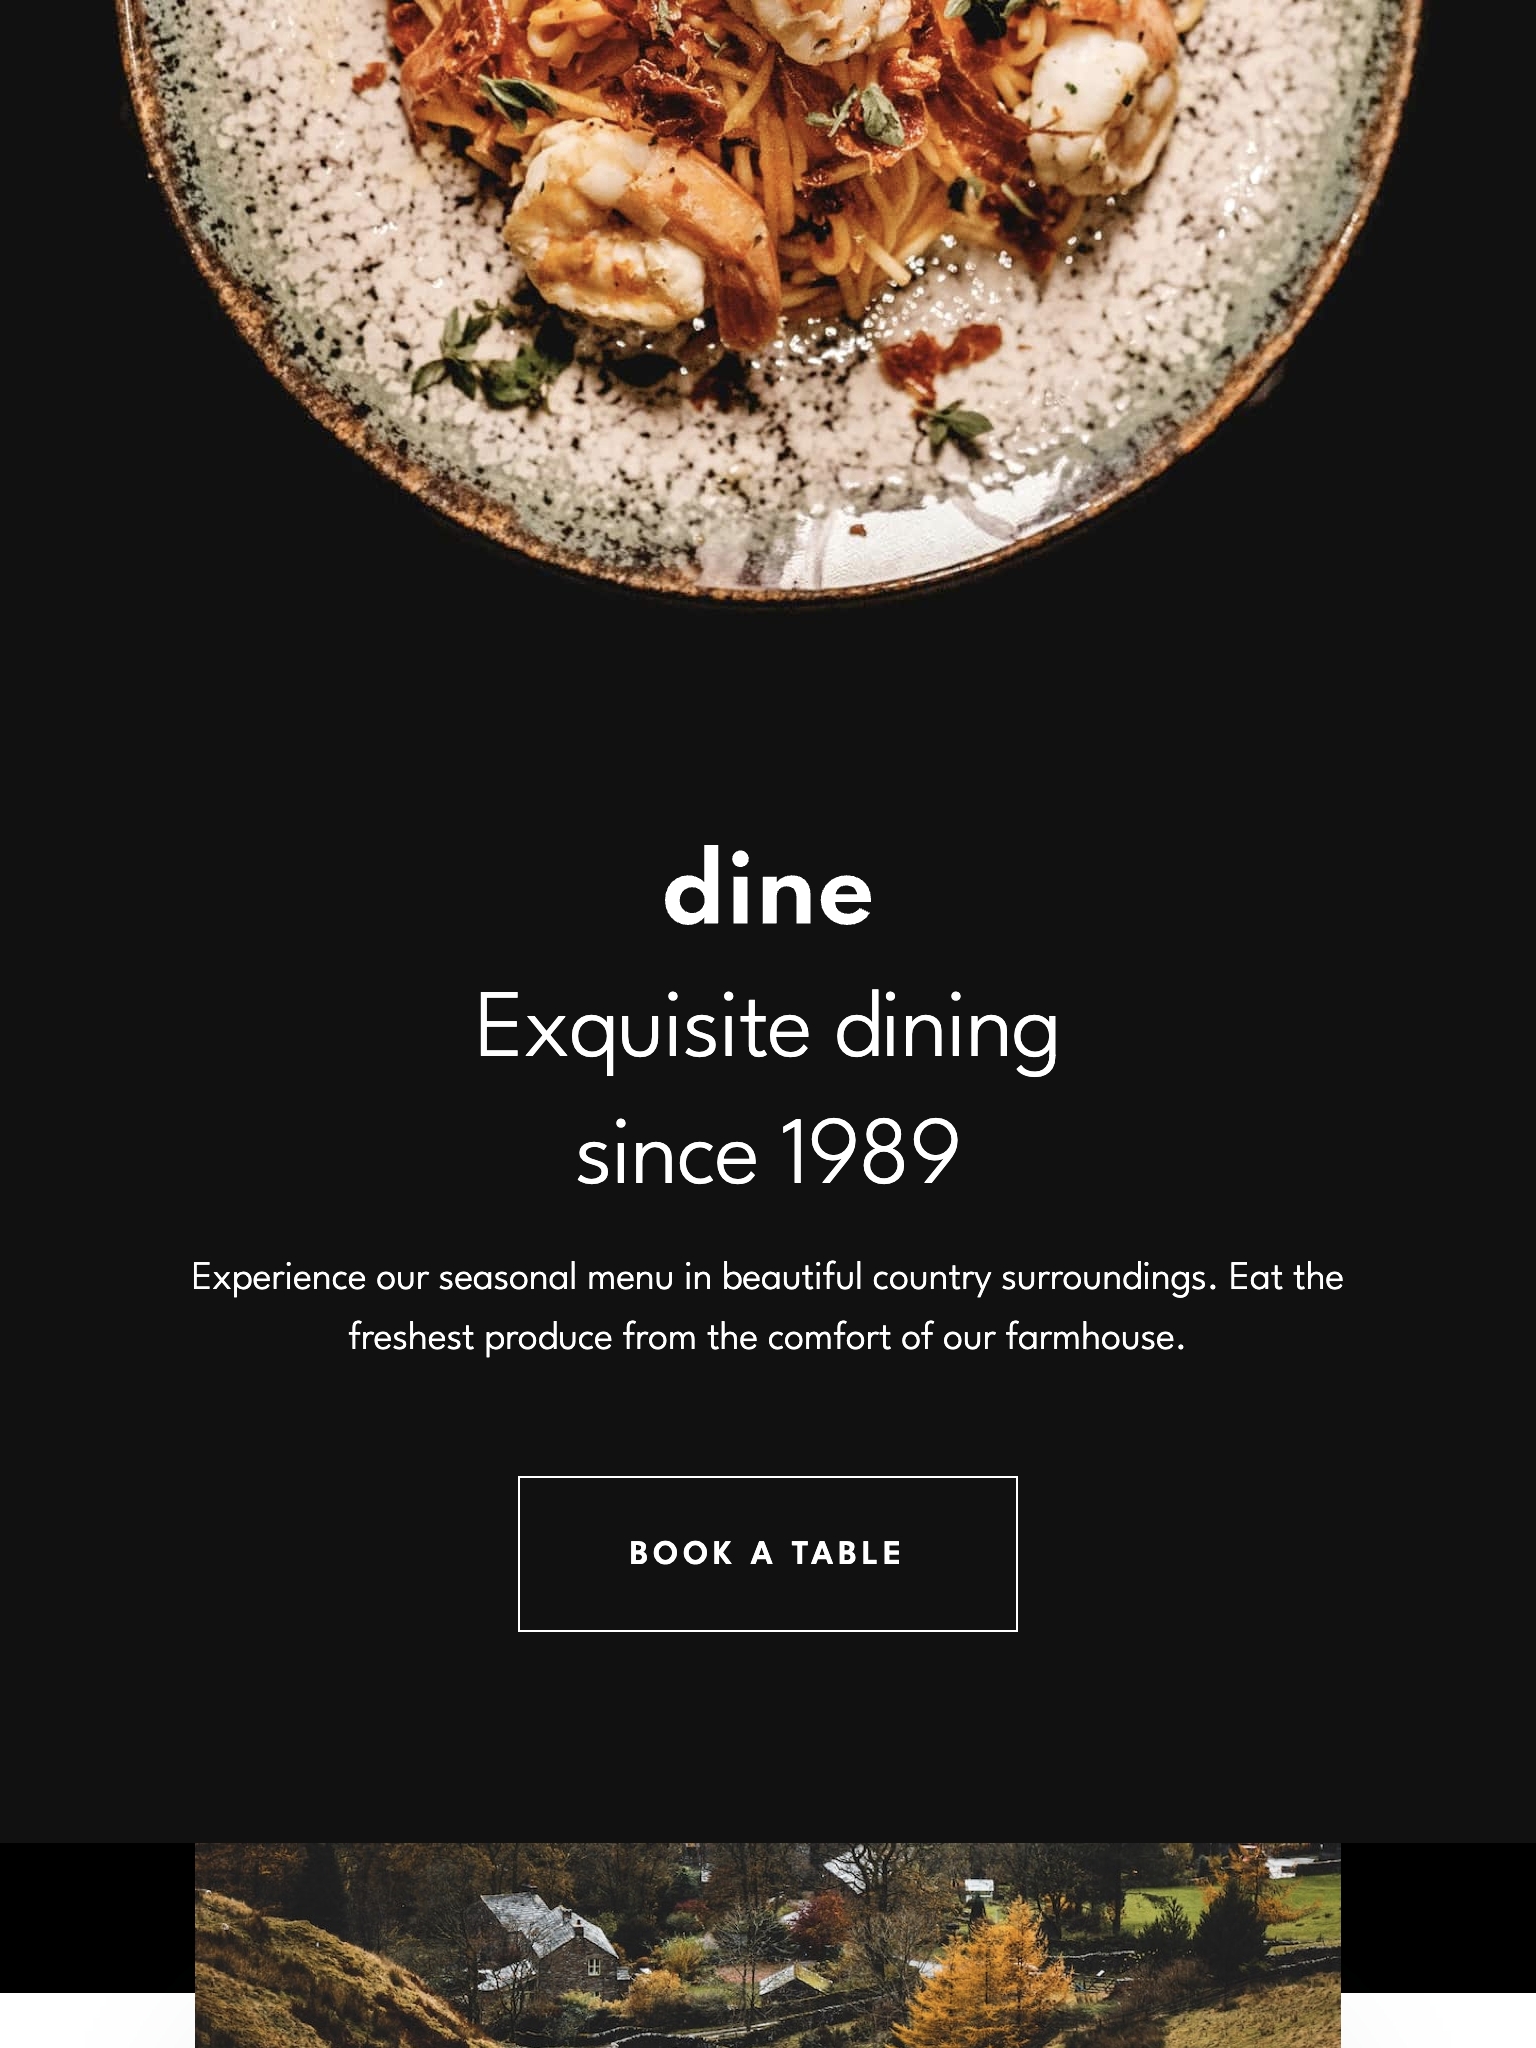 dine
Exquisite dining
since 1989
Experience our seasonal menu in beautiful country surroundings. Eat the
freshest produce from the comfort of our farmhouse.
BOOK A TABLE